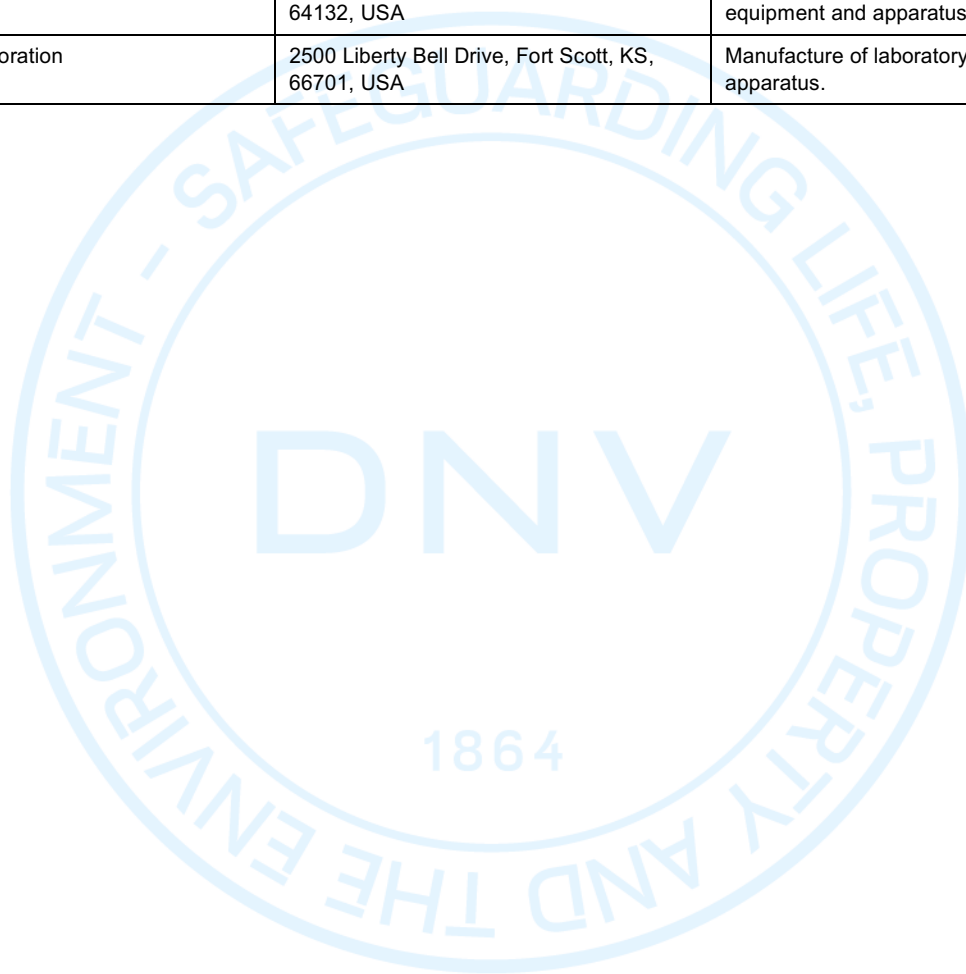 64132, USA
equipment and apparatus
oration
2500 Liberty Bell Drive, Fort Scott, KS,
66701, USA
Manufacture of laboratory
apparatus.
SAFEGUARDING LIFE, PROPERTY AND THE ENVIRONMENT -
DNV
1864